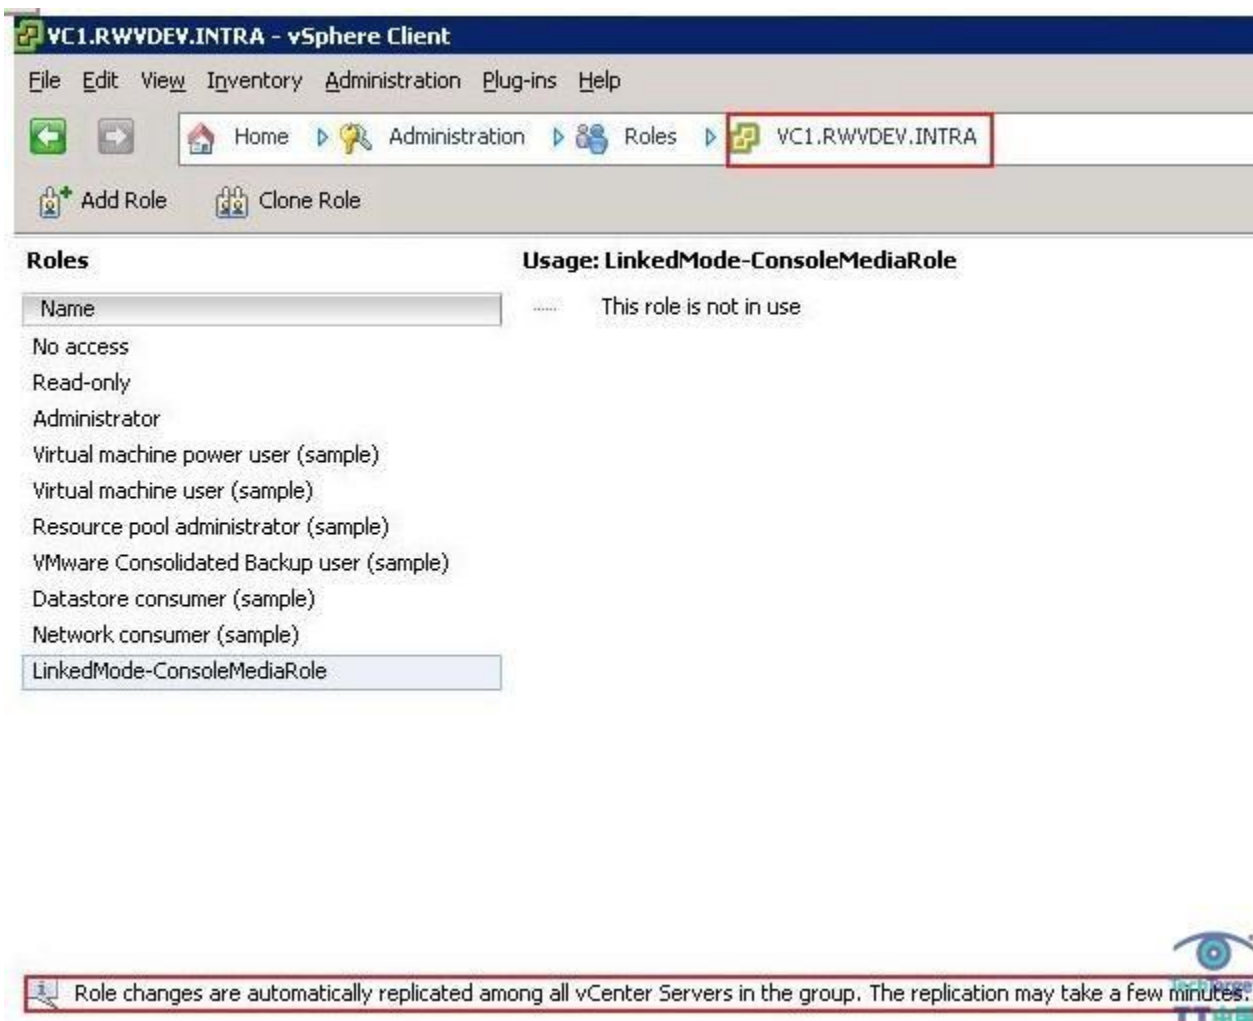 VC1.RWVDEV.INTRA - vSphere Client
File Edit View Inventory Administration Plug-ins Help
Home Administration Roles VC1.RWVDEV.INTRA
Add Role Clone Role
Roles
Usage: LinkedMode-ConsoleMediaRole
Name
This role is not in use
No access
Read-only
Administrator
Virtual machine power user (sample)
Virtual machine user (sample)
Resource pool administrator (sample)
VMware Consolidated Backup user (sample)
Datastore consumer (sample)
Network consumer (sample)
LinkedMode-ConsoleMediaRole
Role changes are automatically replicated among all vCenter Servers in the group. The replication may take a few minutes.